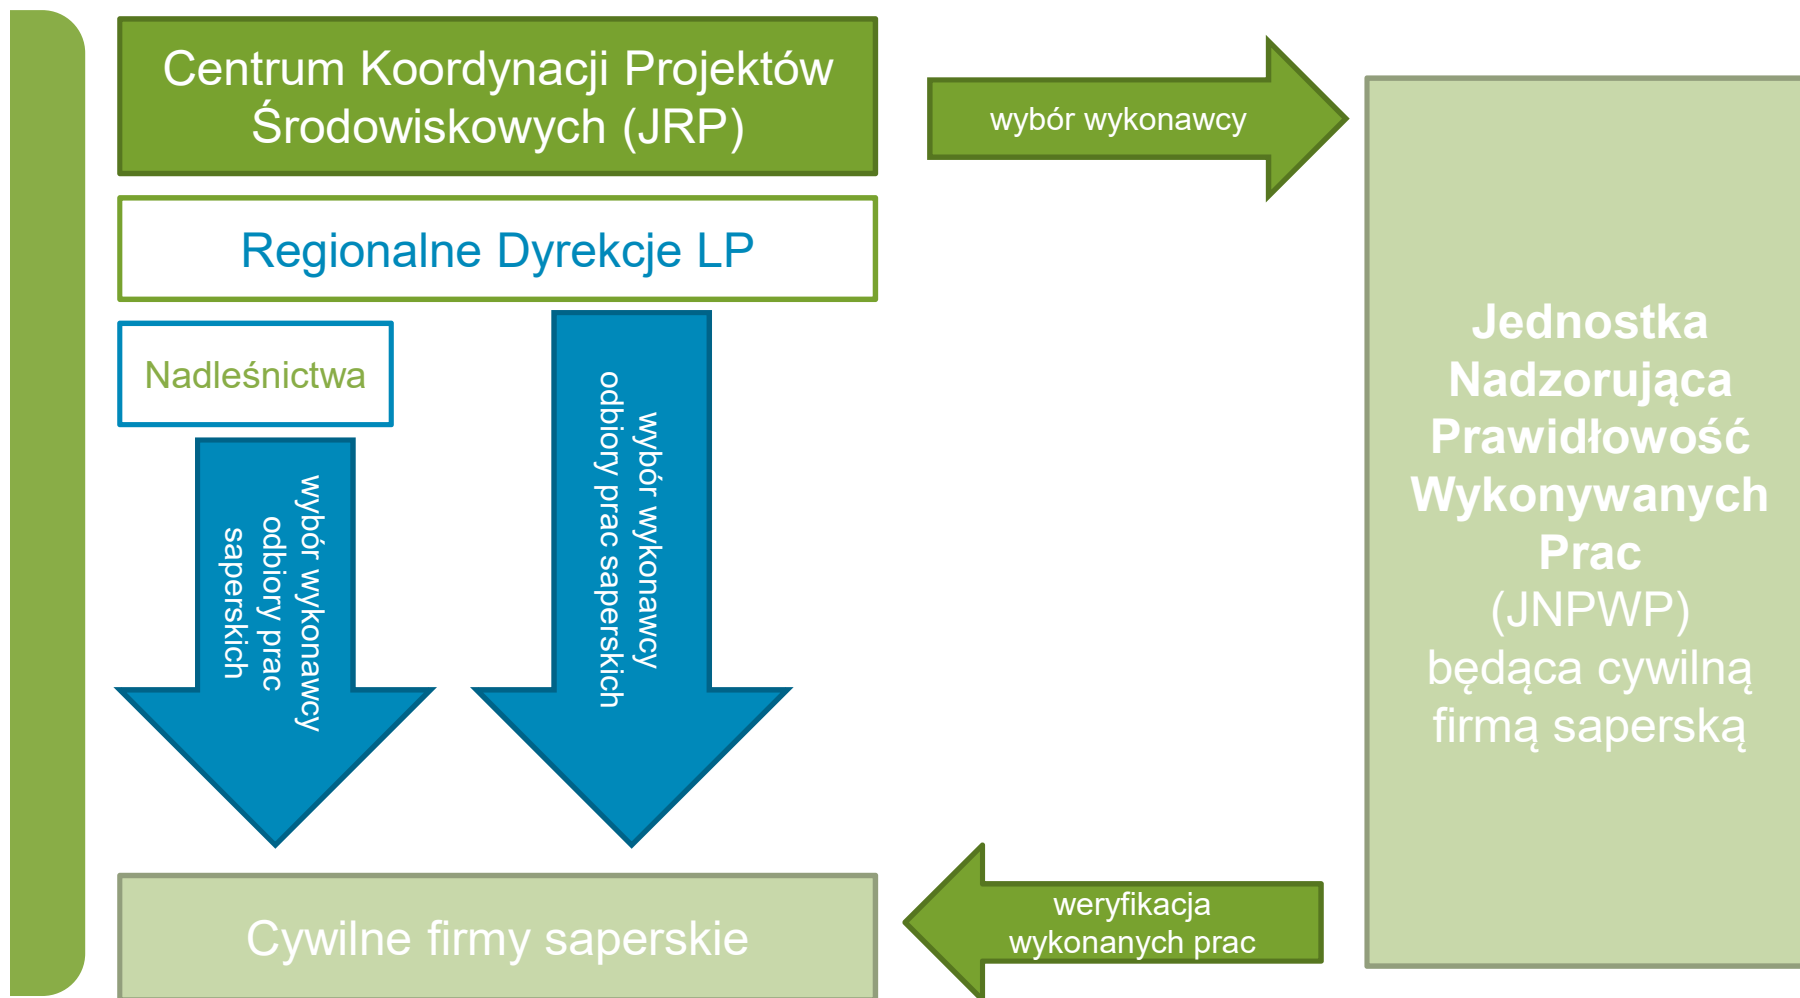 Centrum Koordynacji Projektów
Środowiskowych (JRP)
wybór wykonawcy
Regionalne Dyrekcje LP
Nadleśnictwa
wybór wykonawcy
odbiory prac
saperskich
wybór wykonawcy
odbiory prac saperskich
Jednostka
Nadzorująca
Prawidłowość
Wykonywanych
Prac
(JNPWP)
będąca cywilną
firmą saperską
Cywilne firmy saperskie
weryfikacja
wykonanych prac